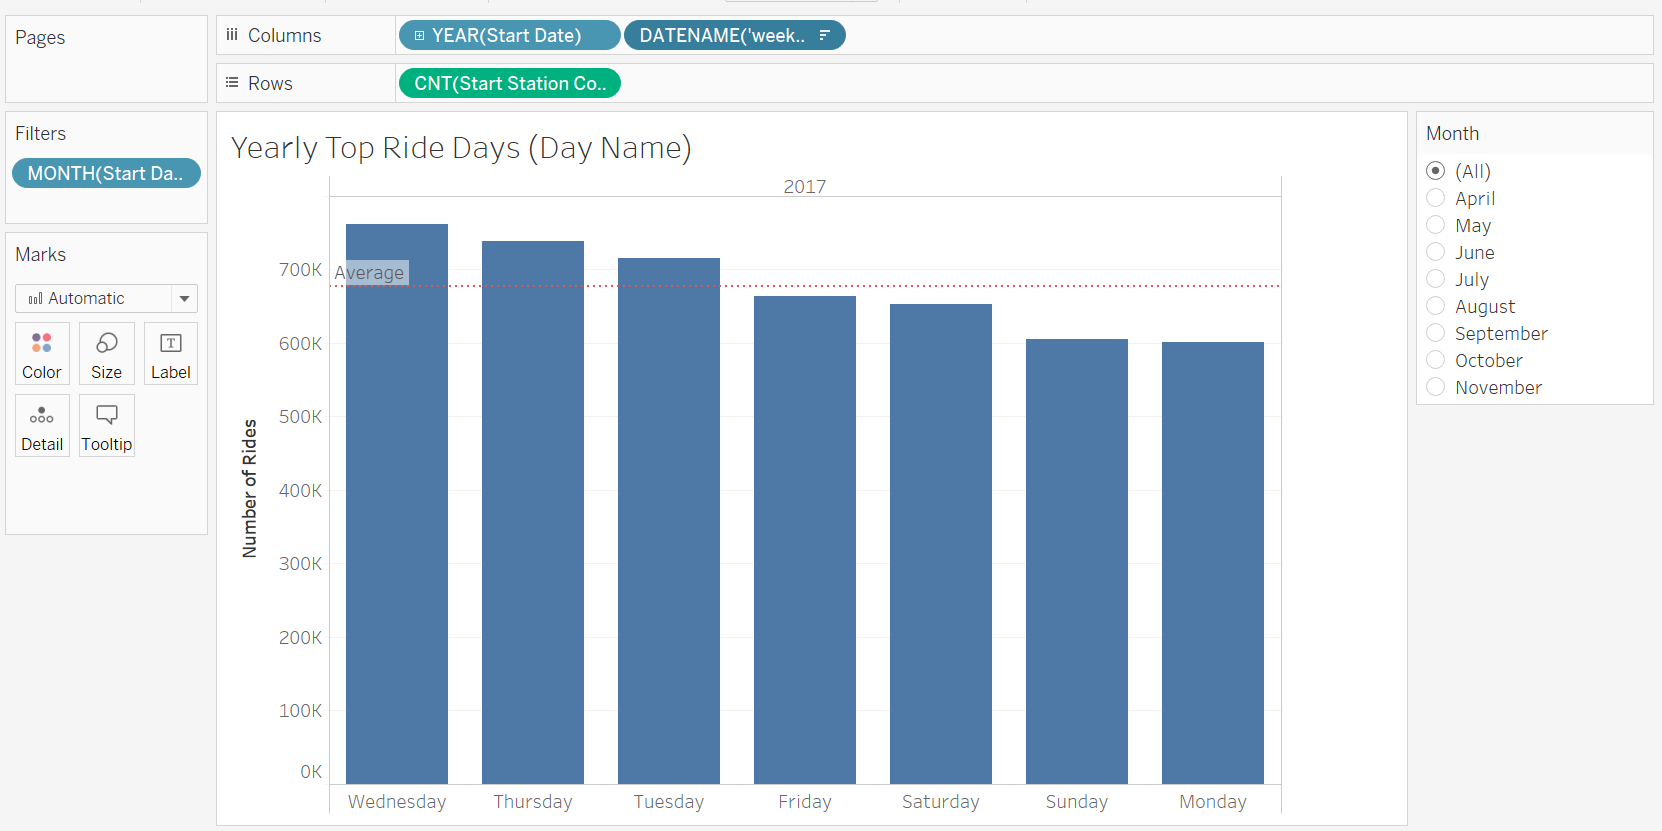 Pages
Columns
YEAR(Start Date)
DATENAME('week..
Rows
CNT(Start Station Co..
Filters
MONTH(Start Da..
Marks
Automatic
Color
Size
T
Label
Detail
Tooltip
Yearly Top Ride Days (Day Name)
2017
Number of Rides
700K
600K
500K
400K
300K
200K
100K
0K
Average
Wednesday
Thursday
Tuesday
Friday
Saturday
Sunday
Monday
Month
(All)
April
May
June
July
August
September
October
November